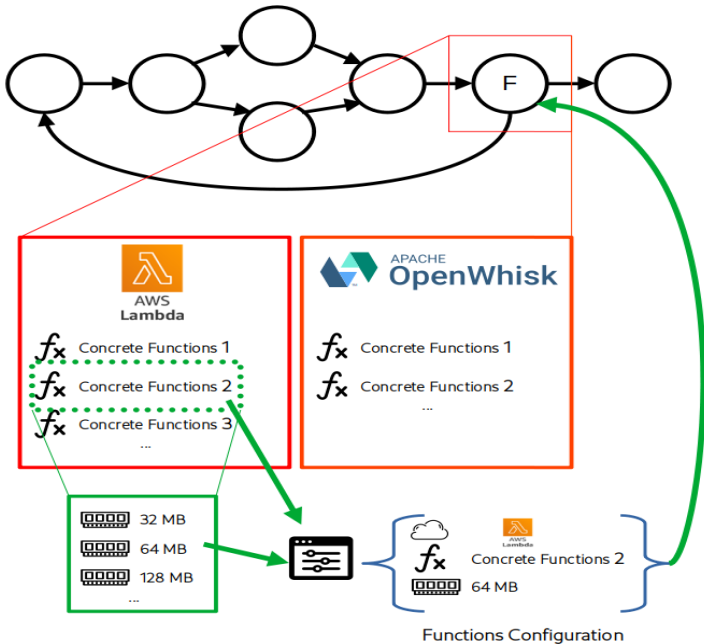 F
AWS
Lambda
Concrete Functions 1
Concrete Functions 2
Concrete Functions 3
...
APACHE
OpenWhisk
Concrete Functions 1
Concrete Functions 2
...
32 MB
64 MB
128 MB
...
AWS
Lambda
Concrete Functions 2
64 MB
Functions Configuration